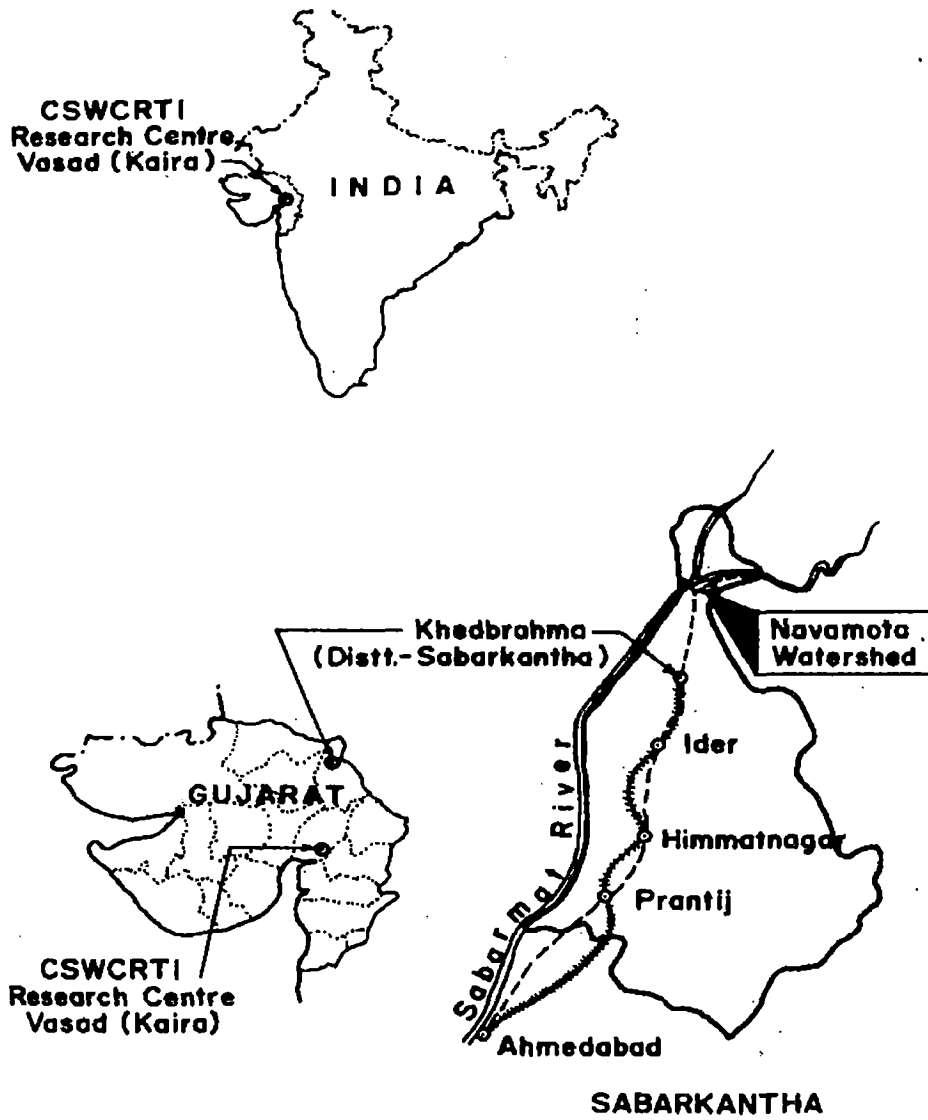 CSWCRTI
Research Centre
Vasad (Kaira)
INDIA
Khedbrahma
(Distt.-Sabarkantha)
Navamota
Watershed
Ider
GUJARAT
Sabarmat River
Himmatnagar
Prantij
CSWCRTI
Research Centre
Vasad (Kaira)
Ahmedabad
SABARKANTHA